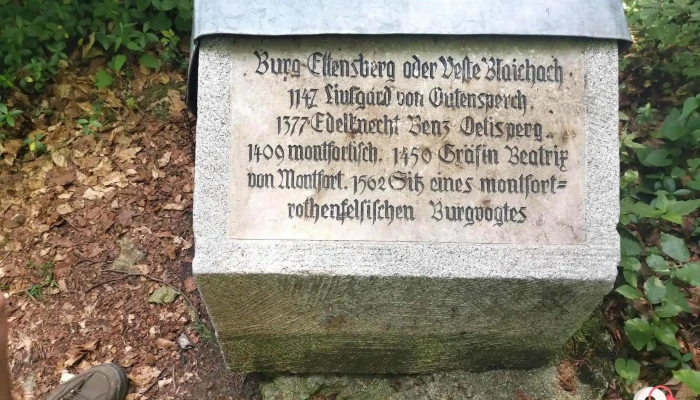 Burg Ettensberg oder Veste Blaichach
1147 Liutgard von Outensperch
1377 Edelknecht Benz Oetisperg
1409 montfortisch. 1450 Gräfin Beatrix
von Montfort. 1502 Sitz eines montfort=
rothenfelsischen Burgvogtes